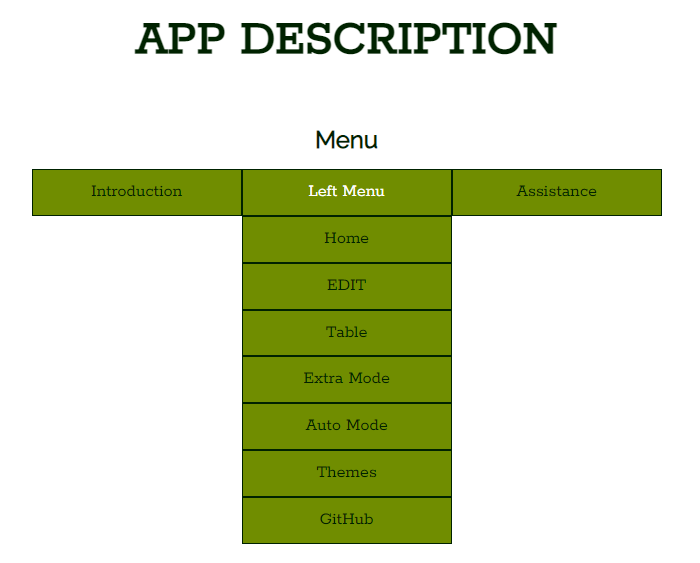 APP DESCRIPTION
Menu
Introduction Left Menu Assistance
Home
EDIT
Table
Extra Mode
Auto Mode
Themes
GitHub